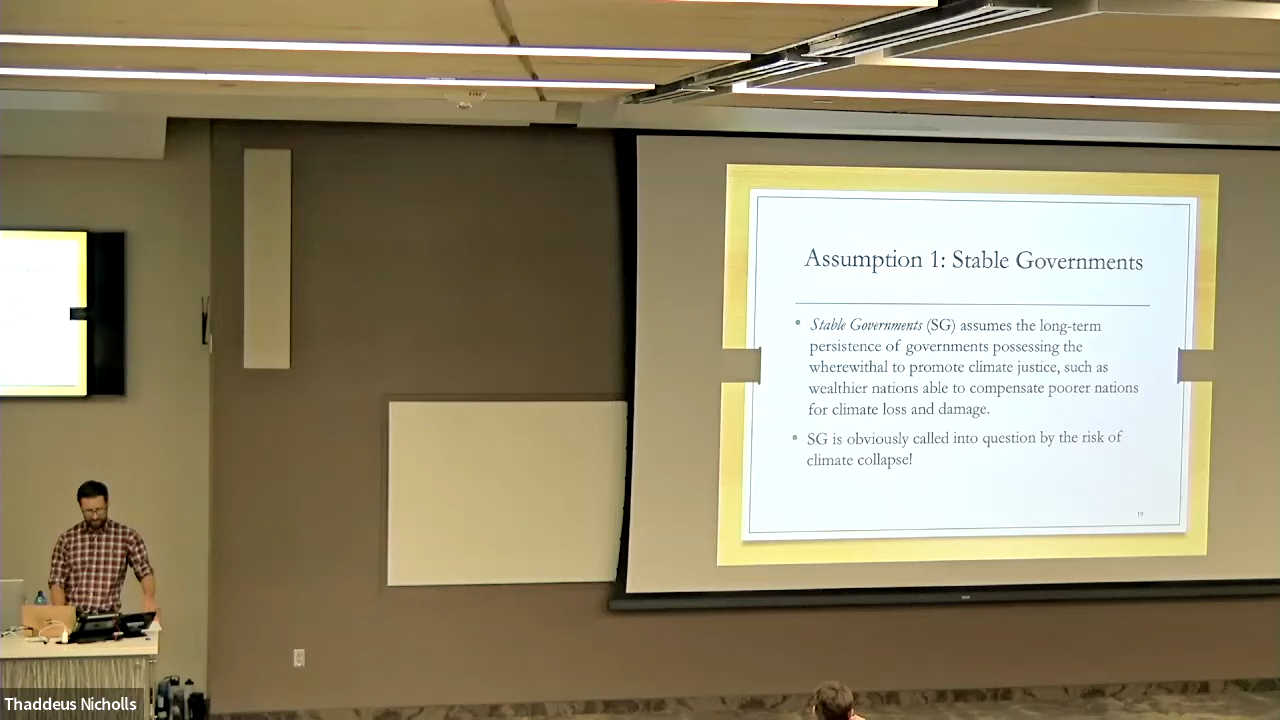 Assumption 1: Stable Governments
• Stable Governments (SG) assumes the long-term
persistence of governments possessing the
wherewithal to promote climate justice, such as
wealthier nations able to compensate poorer nations
for climate loss and damage.
• SG is obviously called into question by the risk of
climate collapse!
19
Thaddeus Nicholls